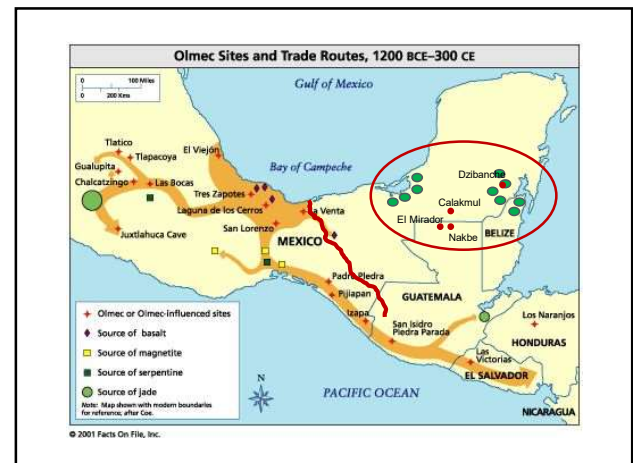 Olmec Sites and Trade Routes, 1200 BCE–300 CE
0 100 Miles
0 200 Kms
Gulf of Mexico
Tlatico
Tlapacoya
El Viejón
Gualupita
Chalcatzingo
Las Bocas
Bay of Campeche
Tres Zapotes
Laguna de los Cerros
La Venta
San Lorenzo
Juxtlahuca Cave
MEXICO
Dzibanche
Calakmul
El Mirador
Nakbe
BELIZE
Padre Piedra
Pijiapan
GUATEMALA
Izapa
San Isidro
Piedra Parada
Los Naranjos
HONDURAS
Las
Victorias
EL SALVADOR
NICARAGUA
PACIFIC OCEAN
N
Olmec or Olmec-influenced sites
Source of basalt
Source of magnetite
Source of serpentine
Source of jade
Note: Map shown with modern boundaries
for reference; after Coe.
© 2001 Facts On File, Inc.